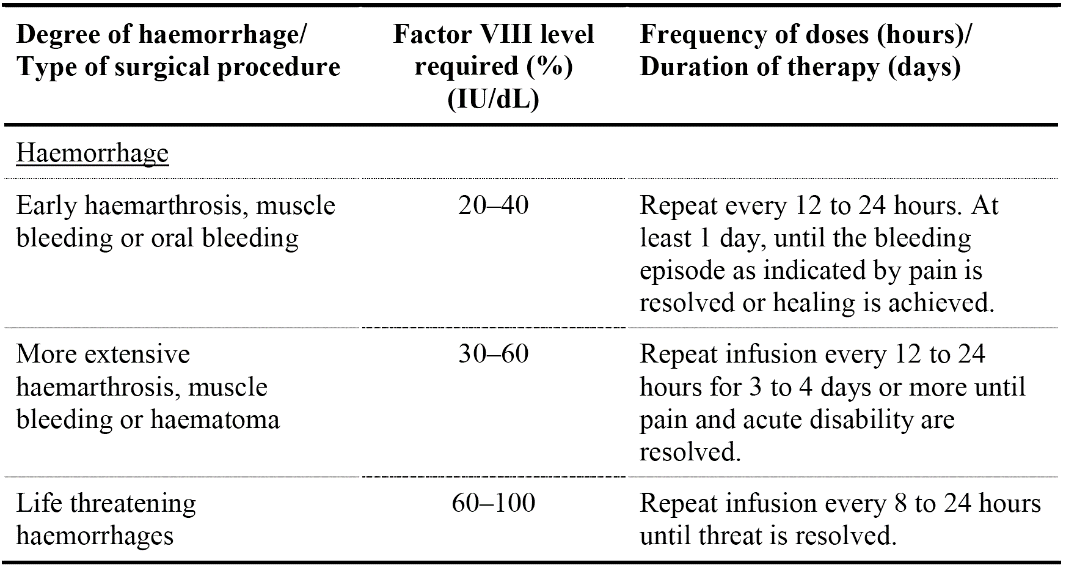 Degree of haemorrhage/
Type of surgical procedure
Factor VIII level
required (%)
(IU/dL)
Frequency of doses (hours)/
Duration of therapy (days)
Haemorrhage
Early haemarthrosis, muscle
bleeding or oral bleeding
20–40
Repeat every 12 to 24 hours. At
least 1 day, until the bleeding
episode as indicated by pain is
resolved or healing is achieved.
More extensive
haemarthrosis, muscle
bleeding or haematoma
30–60
Repeat infusion every 12 to 24
hours for 3 to 4 days or more until
pain and acute disability are
resolved.
Life threatening
haemorrhages
60–100
Repeat infusion every 8 to 24 hours
until threat is resolved.